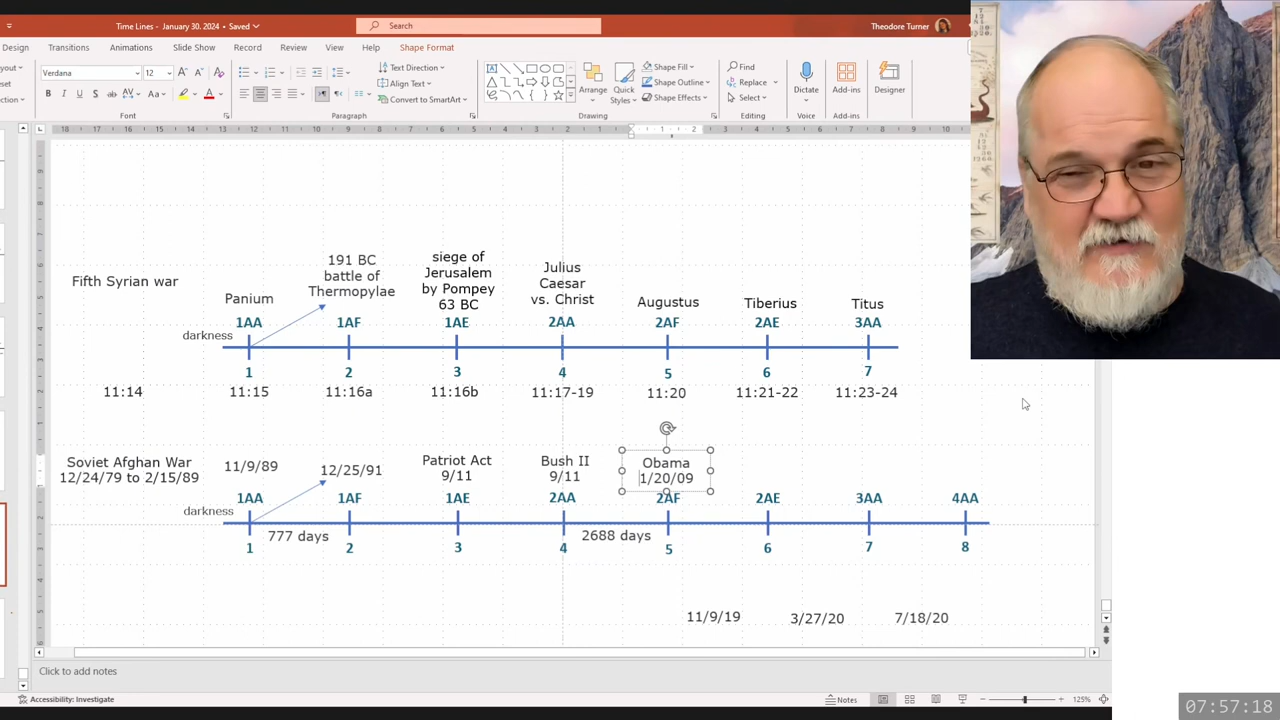 Time Lines - January 30, 2024 • Saved
Search
Theodore Turner
Design
Transitions
Animations
Slide Show
Record
Review
View
Help
Shape Format
Verdana
12
Text Direction
Align Text
Convert to SmartArt
Arrange
Quick
Styles
Shape Fill
Shape Outline
Shape Effects
Find
Replace
Select
Dictate
Add-ins
Designer
Font
Paragraph
Drawing
Editing
Voice
Add-ins
Fifth Syrian war
Panium
191 BC
battle of
Thermopylae
siege of
Jerusalem
by Pompey
63 BC
Julius
Caesar
vs. Christ
Augustus
Tiberius
Titus
darkness
1AA
1AF
1AE
2AA
2AF
2AE
3AA
1
2
3
4
5
6
7
11:14
11:15
11:16a
11:16b
11:17-19
11:20
11:21-22
11:23-24
Soviet Afghan War
12/24/79 to 2/15/89
11/9/89
12/25/91
Patriot Act
9/11
Bush II
9/11
Obama
1/20/09
darkness
1AA
1AF
1AE
2AA
2AF
2AE
3AA
4AA
777 days
2688 days
1
2
3
4
5
6
7
8
11/9/19
3/27/20
7/18/20
Click to add notes
Accessibility: Investigate
Notes
125%
07:57:18